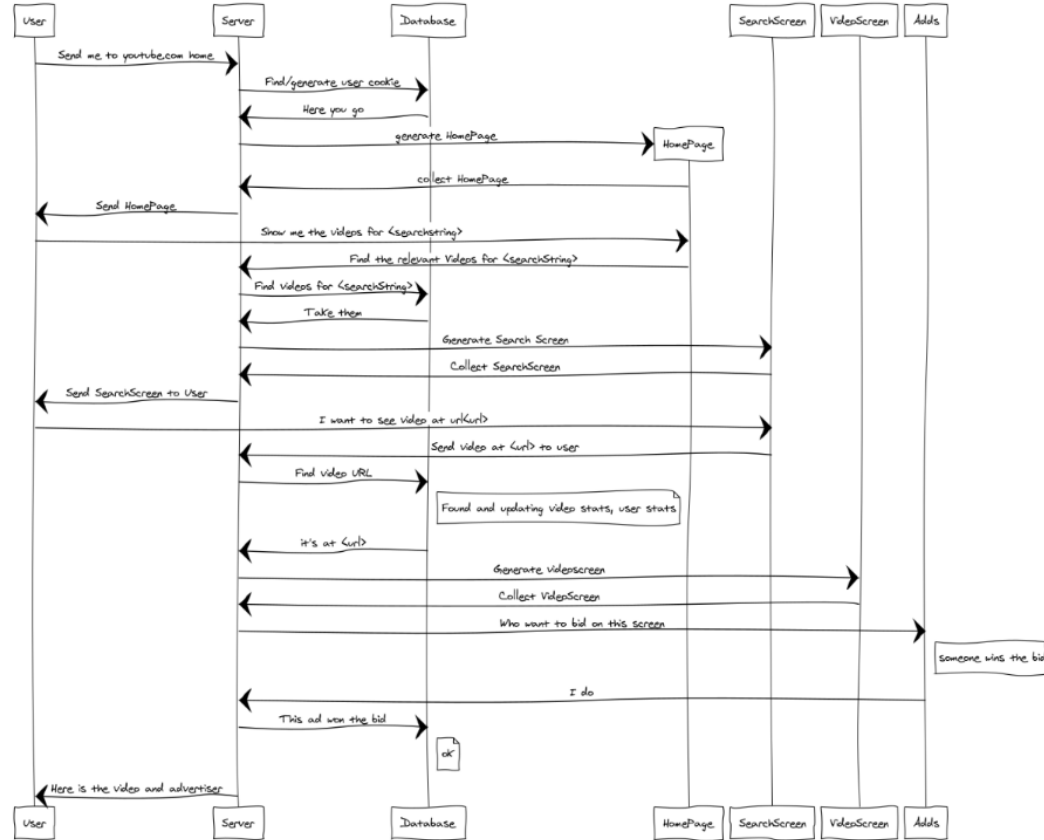 User Server Database SearchScreen VideoScreen Adds
Send me to youtube.com home
Find/generate user cookie
Here you go
generate HomePage
HomePage
collect HomePage
Send HomePage
Show me the videos for <searchstring>
Find the relevant Videos for <searchString>
Find videos for <searchString>
Take them
Generate Search Screen
Collect SearchScreen
Send SearchScreen to User
I want to see video at url<url>
Send video at <url> to user
Find video URL
Found and updating video stats, user stats
it's at <url>
Generate videoscreen
Collect VideoScreen
Who want to bid on this screen
someone wins the bid
I do
This ad won the bid
ok
Here is the video and advertiser
User Server Database HomePage SearchScreen VideoScreen Adds